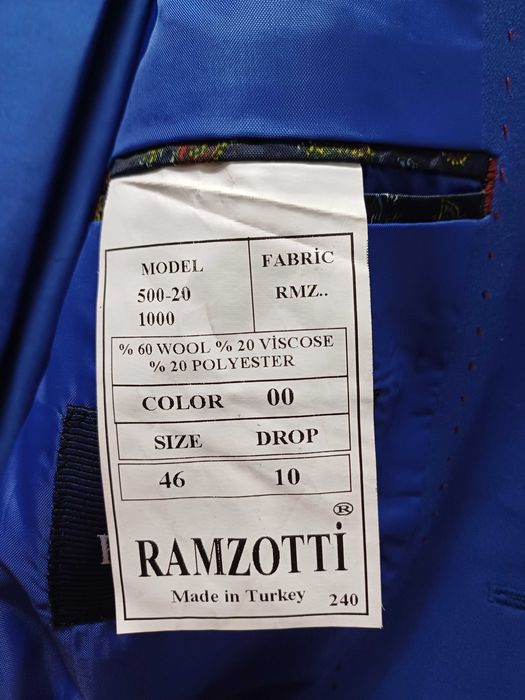 MODEL
500-20
1000
FABRİC
RMZ..
% 60 WOOL % 20 VİSCOSE
% 20 POLYESTER
COLOR 00
SIZE DROP
46 10
®
RAMZOTTİ
Made in Turkey 240